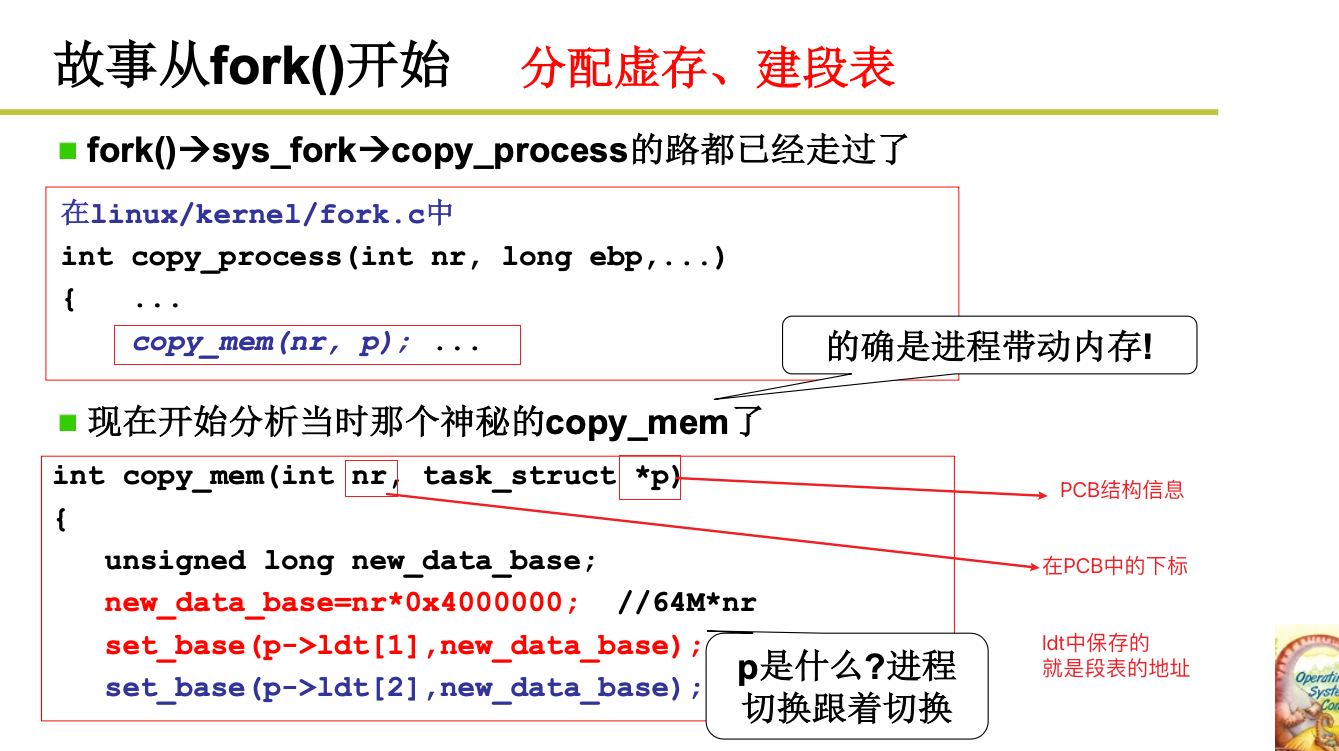 故事从fork()开始 分配虚存、建段表
fork()→sys_fork→copy_process的路都已经走过了
在linux/kernel/fork.c中
int copy_process(int nr, long ebp,...)
{ ...
copy_mem(nr, p); ...
的确是进程带动内存!
现在开始分析当时那个神秘的copy_mem了
int copy_mem(int nr, task_struct *p)
PCB结构信息
{
unsigned long new_data_base;
在PCB中的下标
new_data_base=nr*0x4000000; //64M*nr
set_base(p->ldt[1],new_data_base);
set_base(p->ldt[2],new_data_base);
p是什么?进程
切换跟着切换
ldt中保存的
就是段表的地址